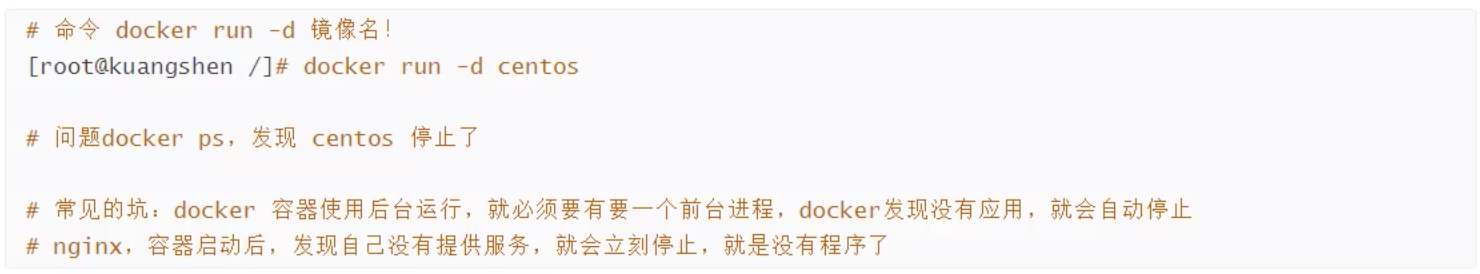 # 命令 docker run -d 镜像名!
[root@kuangshen /]# docker run -d centos
# 问题docker ps，发现 centos 停止了
# 常见的坑：docker 容器使用后台运行，就必须要有要一个前台进程，docker发现没有应用，就会自动停止
# nginx，容器启动后，发现自己没有提供服务，就会立刻停止，就是没有程序了